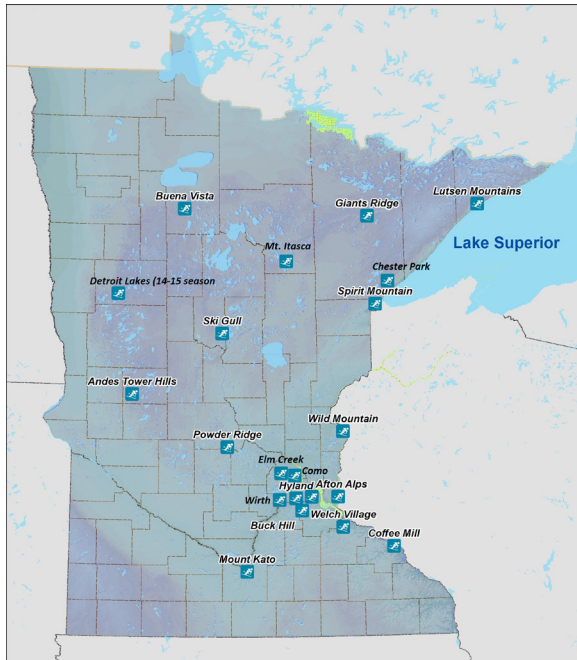 Buena Vista
Giants Ridge
Lutsen Mountains
Lake Superior
Mt. Itasca
Chester Park
Detroit Lakes (14-15 season
Spirit Mountain
Ski Gull
Andes Tower Hills
Wild Mountain
Powder Ridge
Elm Creek
Como
Hyland
Afton Alps
Wirth
Welch Village
Buck Hill
Coffee Mill
Mount Kato